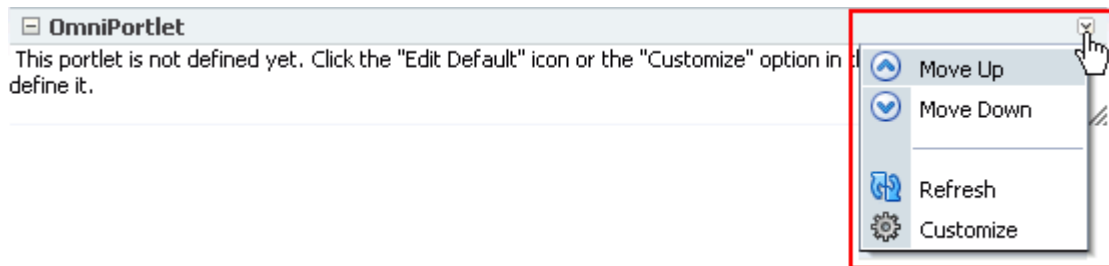 OmniPortlet
This portlet is not defined yet. Click the "Edit Default" icon or the "Customize" option in
define it.
Move Up
Move Down
Refresh
Customize